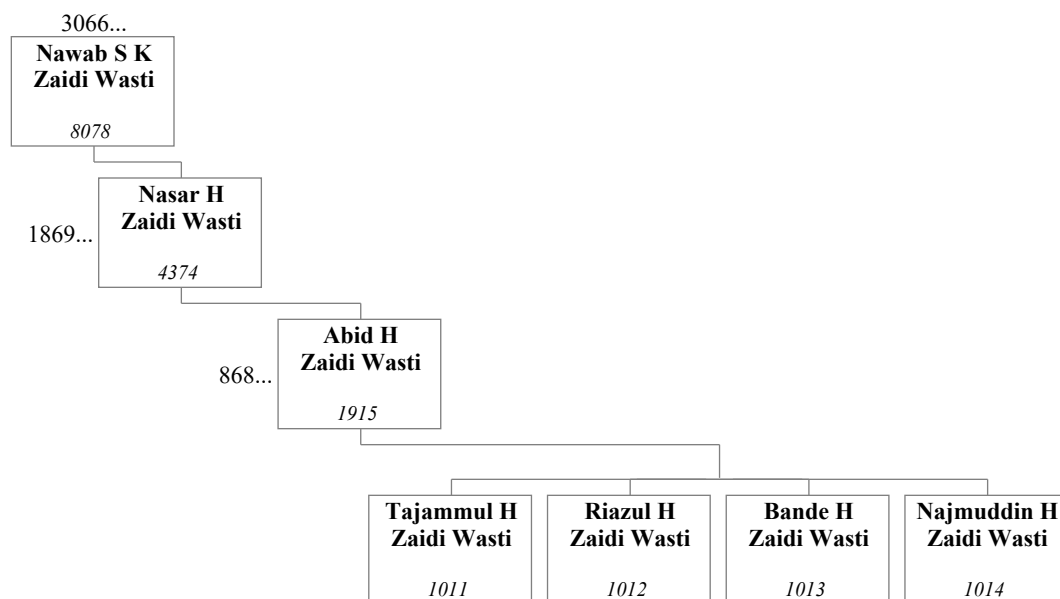 3066...
Nawab S K
Zaidi Wasti
8078
Nasar H
Zaidi Wasti
1869...
4374
Abid H
Zaidi Wasti
868...
1915
Tajammul H
Zaidi Wasti
1011
Riazul H
Zaidi Wasti
1012
Bande H
Zaidi Wasti
1013
Najmuddin H
Zaidi Wasti
1014